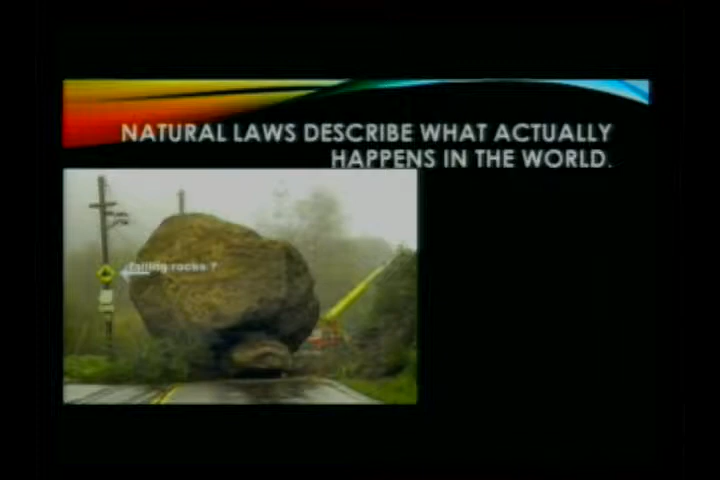 NATURAL LAWS DESCRIBE WHAT ACTUALLY
HAPPENS IN THE WORLD.
falling rocks ?